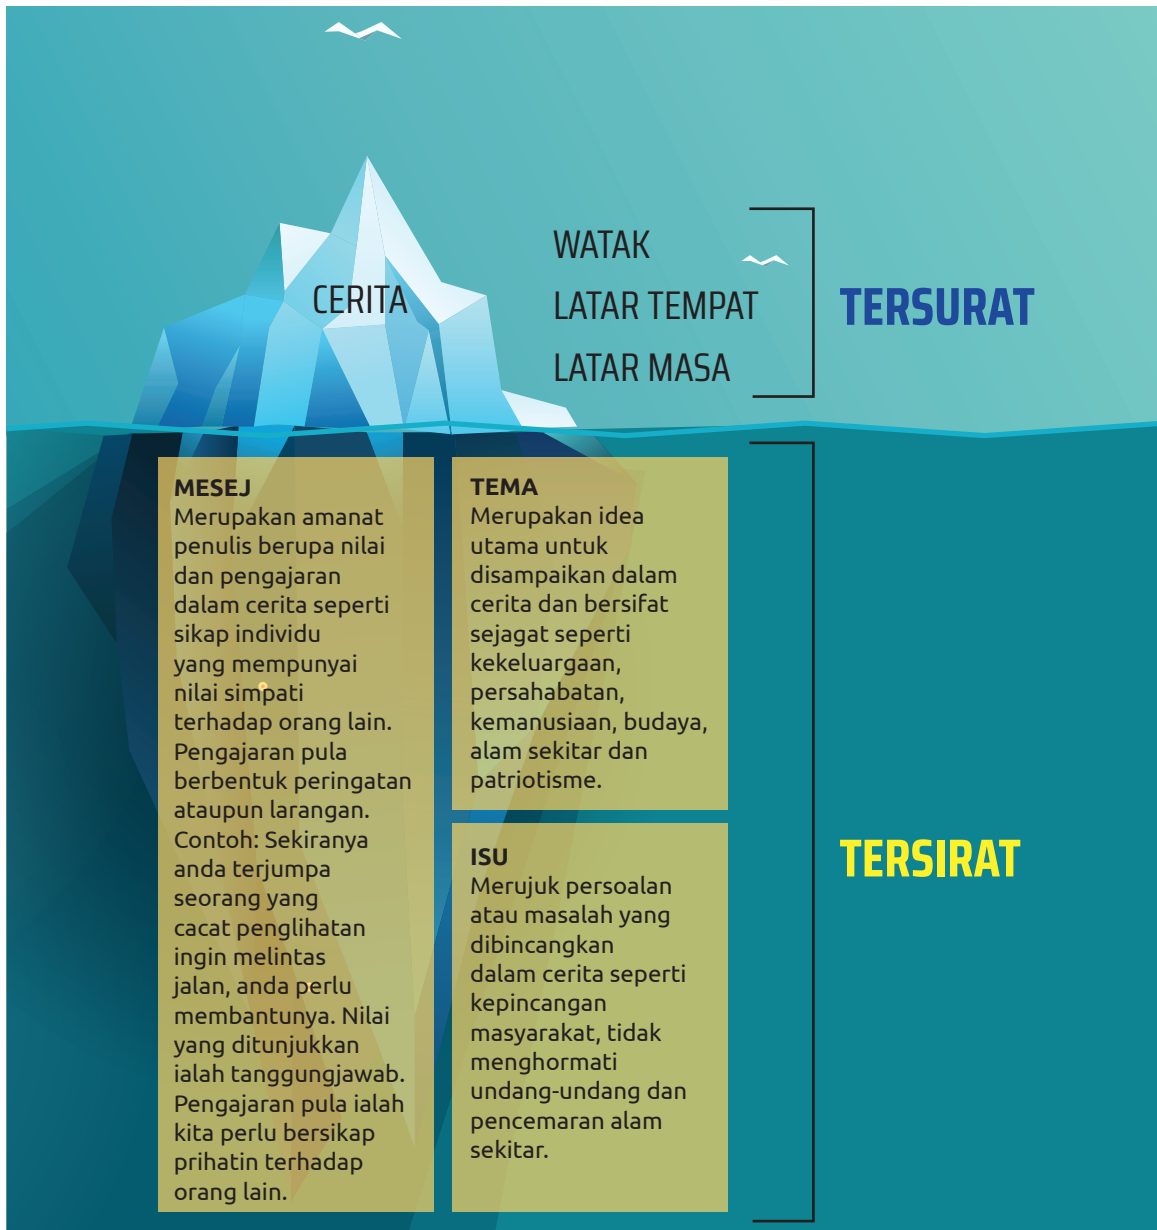 CERITA
WATAK
LATAR TEMPAT
LATAR MASA
TERSURAT
MESEJ
Merupakan amanat
penulis berupa nilai
dan pengajaran
dalam cerita seperti
sikap individu
yang mempunyai
nilai simpati
terhadap orang lain.
Pengajaran pula
berbentuk peringatan
ataupun larangan.
Contoh: Sekiranya
anda terjumpa
seorang yang
cacat penglihatan
ingin melintas
jalan, anda perlu
membantunya. Nilai
yang ditunjukkan
ialah tanggungjawab.
Pengajaran pula ialah
kita perlu bersikap
prihatin terhadap
orang lain.
TEMA
Merupakan idea
utama untuk
disampaikan dalam
cerita dan bersifat
sejagat seperti
kekeluargaan,
persahabatan,
kemanusiaan, budaya,
alam sekitar dan
patriotisme.
ISU
Merujuk persoalan
atau masalah yang
dibincangkan
dalam cerita seperti
kepincangan
masyarakat, tidak
menghormati
undang-undang dan
pencemaran alam
sekitar.
TERSIRAT